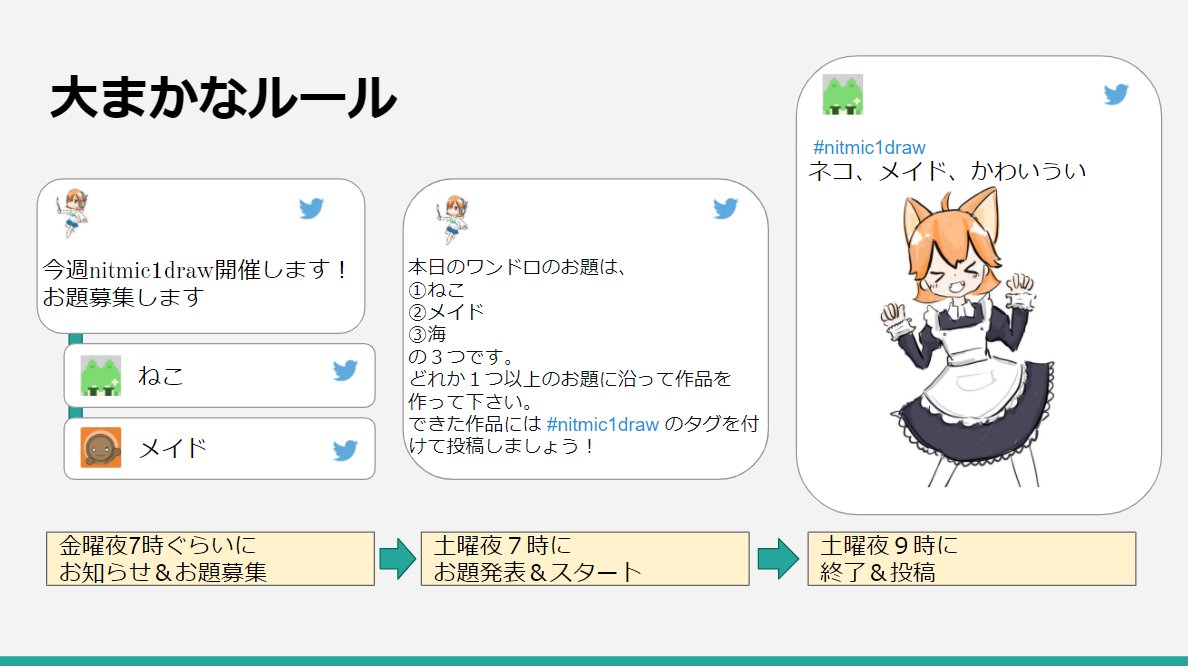 大まかなルール
今週nitmic1draw開催します！
お題募集します
ねこ
メイド
本日のワンドロのお題は、
①ねこ
②メイド
③海
の３つです。
どれか１つ以上のお題に沿って作品を
作って下さい。
できた作品には #nitmic1draw のタグを付
けて投稿しましょう！
#nitmic1draw
ネコ、メイド、かわいうい
金曜夜7時ぐらいに
お知らせ＆お題募集
土曜夜７時に
お題発表＆スタート
土曜夜９時に
終了＆投稿